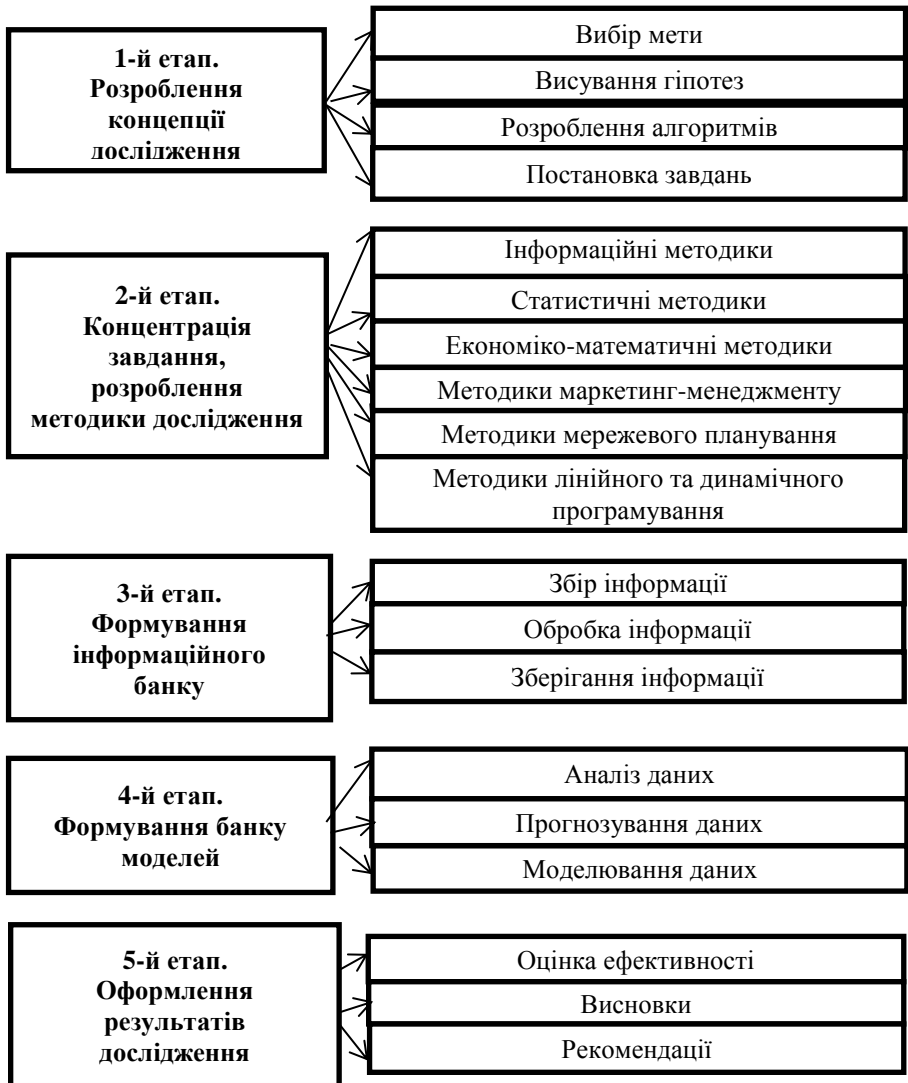 1-й етап.
Розроблення
концепції
дослідження
Вибір мети
Висування гіпотез
Розроблення алгоритмів
Постановка завдань
2-й етап.
Концентрація
завдання,
розроблення
методики дослідження
Інформаційні методики
Статистичні методики
Економіко-математичні методики
Методики маркетинг-менеджменту
Методики мережевого планування
Методики лінійного та динамічного
програмування
3-й етап.
Формування
інформаційного
банку
Збір інформації
Обробка інформації
Зберігання інформації
4-й етап.
Формування банку
моделей
Аналіз даних
Прогнозування даних
Моделювання даних
5-й етап.
Оформлення
результатів
дослідження
Оцінка ефективності
Висновки
Рекомендації